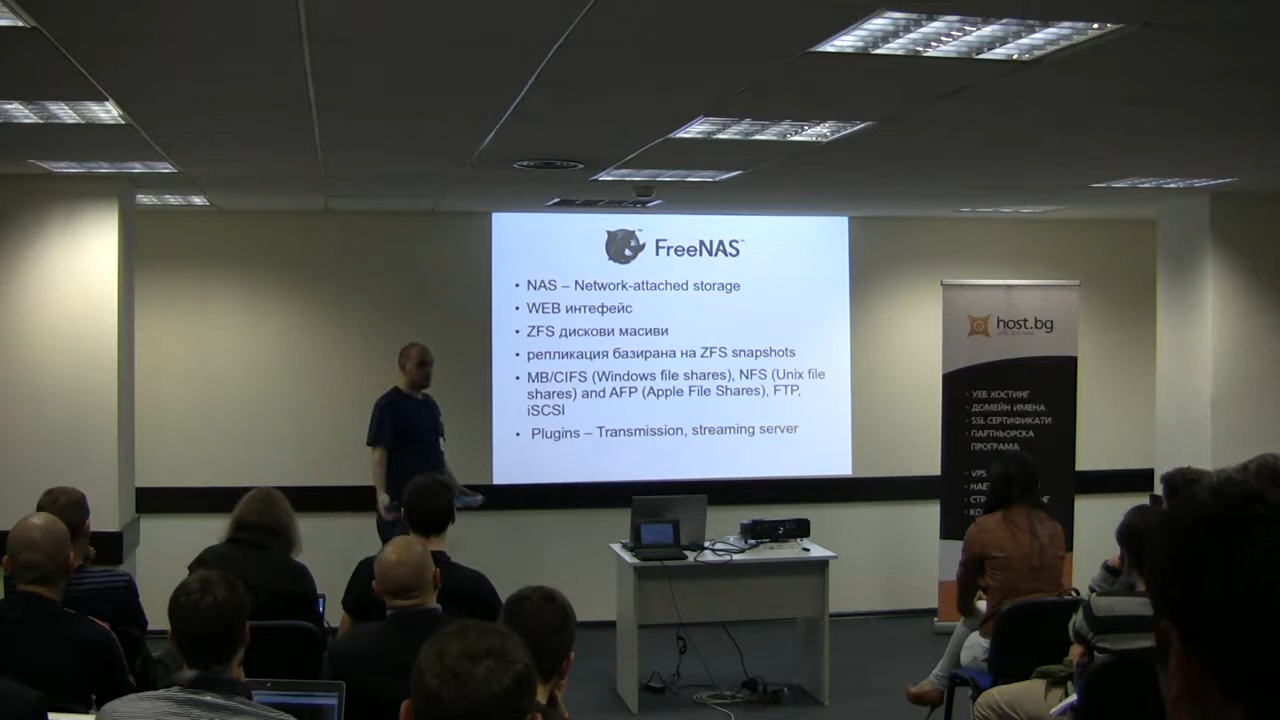 FreeNAS™
• NAS – Network-attached storage
• WEB интефейс
• ZFS дискови масиви
• репликация базирана на ZFS snapshots
• MB/CIFS (Windows file shares), NFS (Unix file
shares) and AFP (Apple File Shares), FTP,
iSCSI
• Plugins – Transmission, streaming server
host.bg
• УЕБ ХОСТИНГ
• ДОМЕЙН ИМЕНА
• SSL СЕРТИФИКАТИ
• ПАРТНЬОРСКА
ПРОГРАМА
• VPS